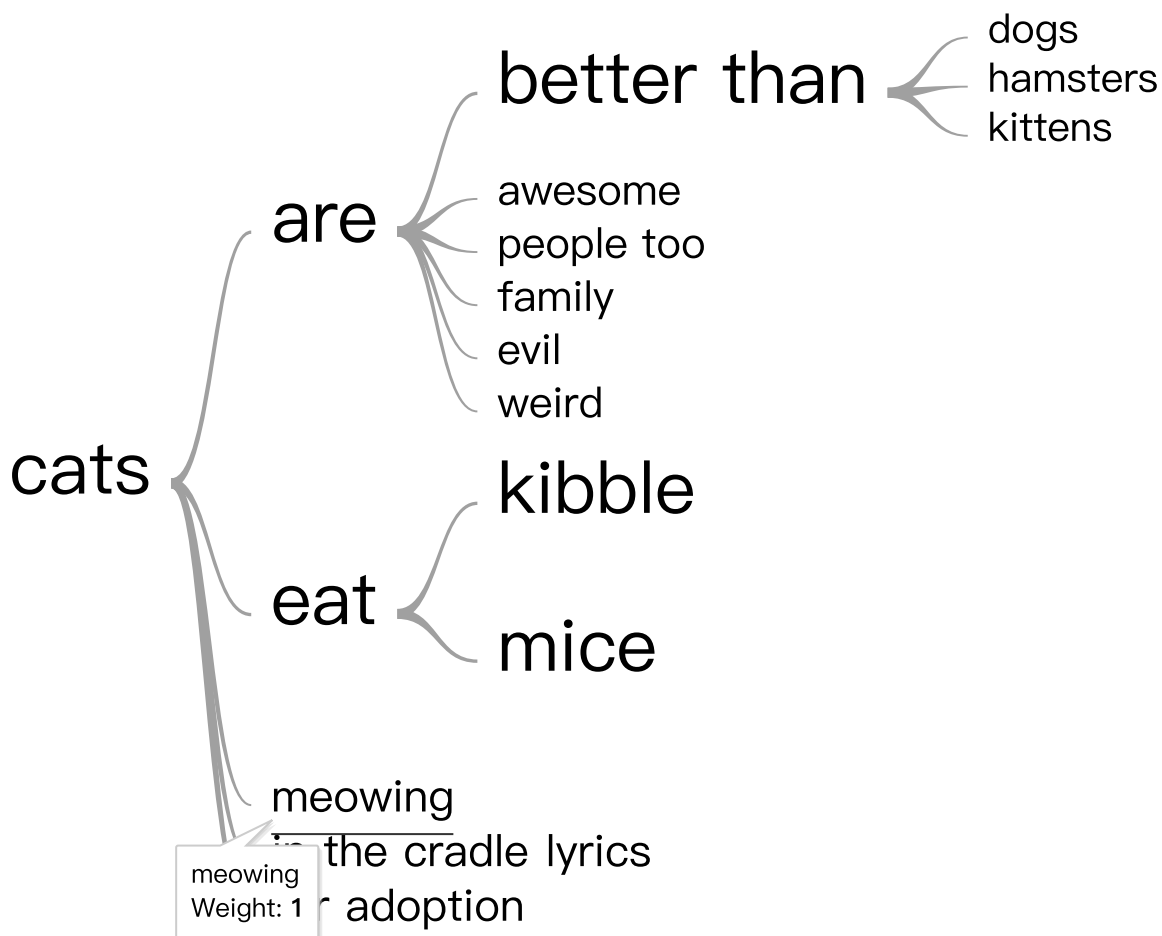 cats
are
better than
dogs
hamsters
kittens
awesome
people too
family
evil
weird
eat
kibble
mice
meowing
the cradle lyrics
adoption
meowing
Weight: 1